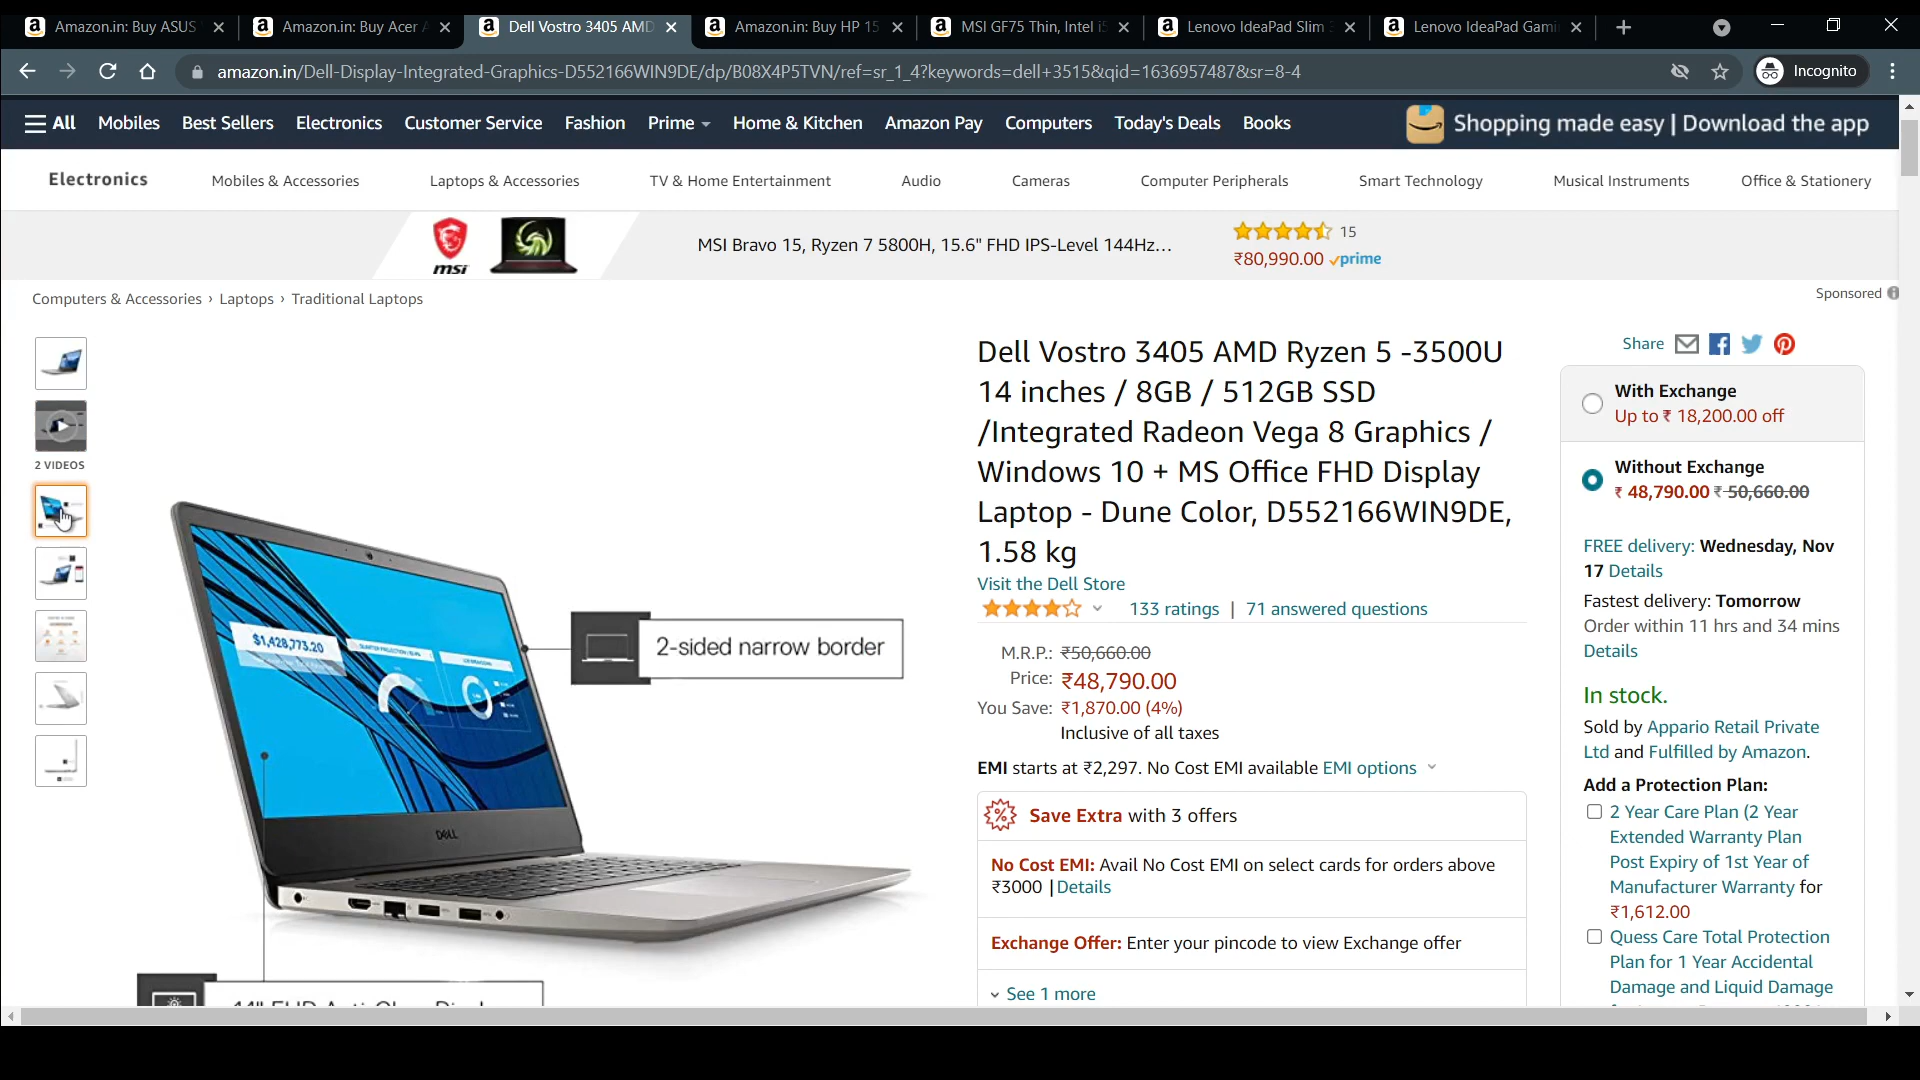 Amazon.in: Buy ASUS
Amazon.in: Buy Acer A
Dell Vostro 3405 AMD
Amazon.in: Buy HP 15
MSI GF75 Thin, Intel i5
Lenovo IdeaPad Slim 3
Lenovo IdeaPad Gami
amazon.in/Dell-Display-Integrated-Graphics-D552166WIN9DE/dp/B08X4P5TVN/ref=sr_1_4?keywords=dell+3515&qid=1636957487&sr=8-4
Incognito
All Mobiles Best Sellers Electronics Customer Service Fashion Prime Home & Kitchen Amazon Pay Computers Today's Deals Books
Shopping made easy | Download the app
Electronics Mobiles & Accessories Laptops & Accessories TV & Home Entertainment Audio Cameras Computer Peripherals Smart Technology Musical Instruments Office & Stationery
msi
MSI Bravo 15, Ryzen 7 5800H, 15.6" FHD IPS-Level 144Hz...
15
₹80,990.00 prime
Sponsored
Computers & Accessories › Laptops › Traditional Laptops
2 VIDEOS
$1,428,773.20
DELL
2-sided narrow border
Dell Vostro 3405 AMD Ryzen 5 -3500U
14 inches / 8GB / 512GB SSD
/Integrated Radeon Vega 8 Graphics /
Windows 10 + MS Office FHD Display
Laptop - Dune Color, D552166WIN9DE,
1.58 kg
Visit the Dell Store
133 ratings | 71 answered questions
M.R.P.: ₹50,660.00
Price: ₹48,790.00
You Save: ₹1,870.00 (4%)
Inclusive of all taxes
EMI starts at ₹2,297. No Cost EMI available EMI options
Save Extra with 3 offers
No Cost EMI: Avail No Cost EMI on select cards for orders above
₹3000 | Details
Exchange Offer: Enter your pincode to view Exchange offer
See 1 more
Share
With Exchange
Up to ₹ 18,200.00 off
Without Exchange
₹ 48,790.00 ₹ 50,660.00
FREE delivery: Wednesday, Nov
17 Details
Fastest delivery: Tomorrow
Order within 11 hrs and 34 mins
Details
In stock.
Sold by Appario Retail Private
Ltd and Fulfilled by Amazon.
Add a Protection Plan:
2 Year Care Plan (2 Year
Extended Warranty Plan
Post Expiry of 1st Year of
Manufacturer Warranty for
₹1,612.00
Quess Care Total Protection
Plan for 1 Year Accidental
Damage and Liquid Damage